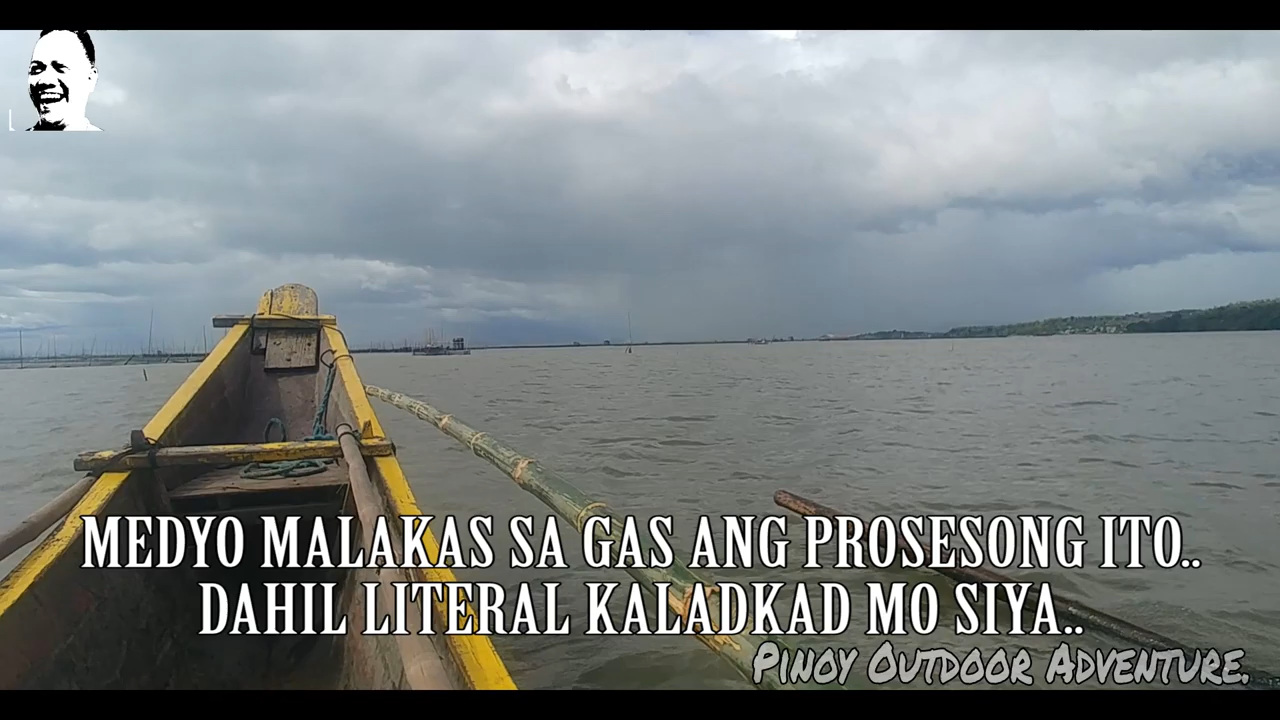 MEDYO MALAKAS SA GAS ANG PROSESONG ITO..
DAHIL LITERAL KALADKAD MO SIYA..
PINOY OUTDOOR ADVENTURE.